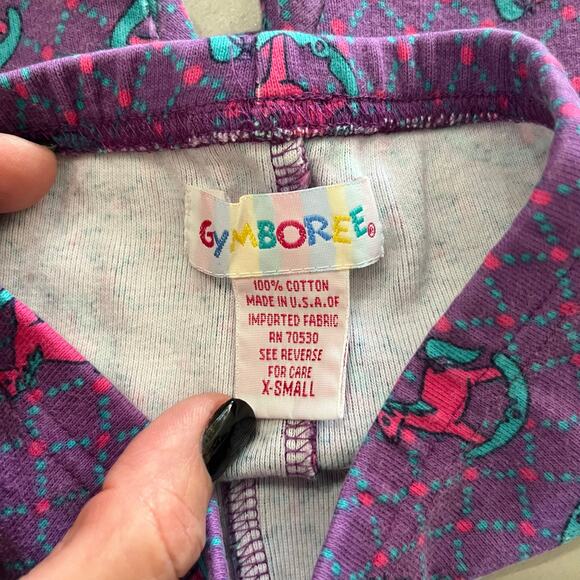 GYMBOREE®
100% COTTON
MADE IN U.S.A.OF
IMPORTED FABRIC
RN 70530
SEE REVERSE
FOR CARE
X-SMALL